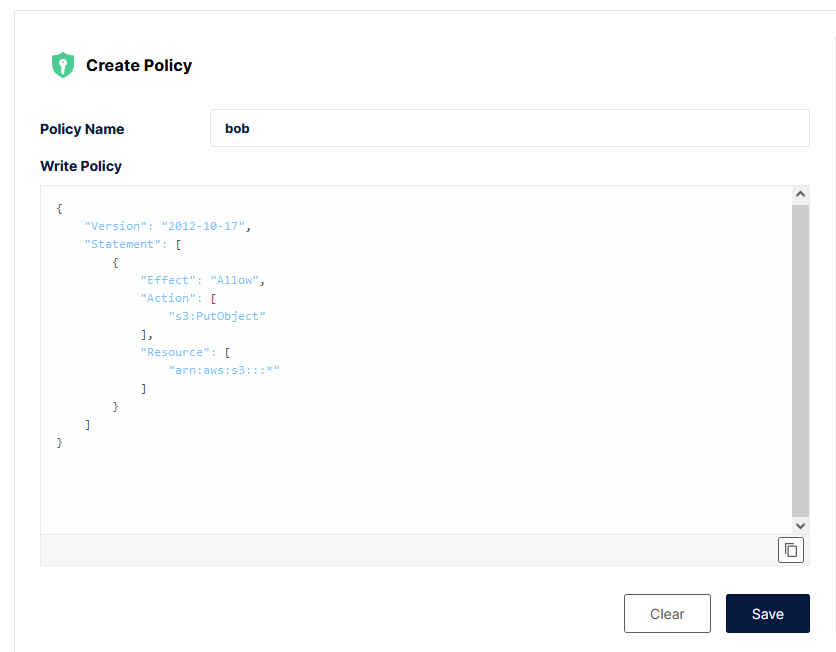 Create Policy
Policy Name
bob
Write Policy
{
    "Version": "2012-10-17",
    "Statement": [
        {
            "Effect": "Allow",
            "Action": [
                "s3:PutObject"
            ],
            "Resource": [
                "arn:aws:s3:::*"
            ]
        }
    ]
}
Clear
Save